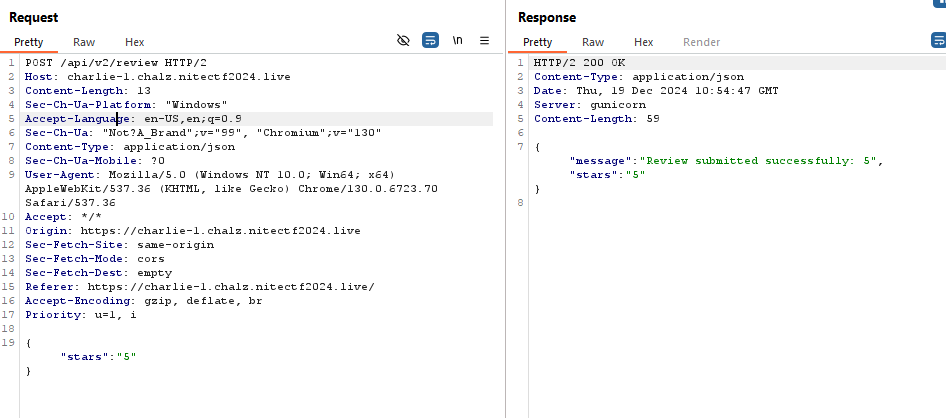 Request
Pretty Raw Hex \n
1 POST /api/v2/review HTTP/2
2 Host: charlie-1.chalz.nitectf2024.live
3 Content-Length: 13
4 Sec-Ch-Ua-Platform: "Windows"
5 Accept-Language: en-US,en;q=0.9
6 Sec-Ch-Ua: "Not?A_Brand";v="99", "Chromium";v="130"
7 Content-Type: application/json
8 Sec-Ch-Ua-Mobile: ?0
9 User-Agent: Mozilla/5.0 (Windows NT 10.0; Win64; x64)
AppleWebKit/537.36 (KHTML, like Gecko) Chrome/130.0.6723.70
Safari/537.36
10 Accept: */*
11 Origin: https://charlie-1.chalz.nitectf2024.live
12 Sec-Fetch-Site: same-origin
13 Sec-Fetch-Mode: cors
14 Sec-Fetch-Dest: empty
15 Referer: https://charlie-1.chalz.nitectf2024.live/
16 Accept-Encoding: gzip, deflate, br
17 Priority: u=1, i
18
19 {
"stars":"5"
}
Response
Pretty Raw Hex Render
1 HTTP/2 200 OK
2 Content-Type: application/json
3 Date: Thu, 19 Dec 2024 10:54:47 GMT
4 Server: gunicorn
5 Content-Length: 59
6
7 {
"message":"Review submitted successfully: 5",
"stars":"5"
}
8